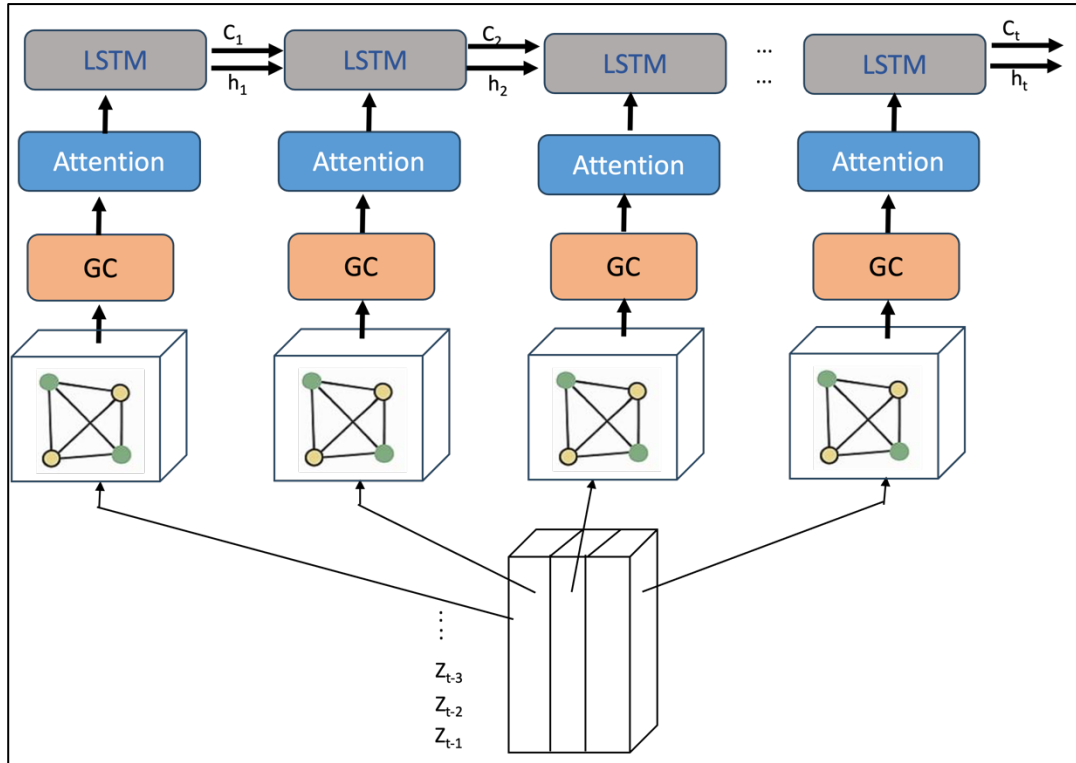 C₁
C₂
...
Cₜ
LSTM
LSTM
LSTM
...
LSTM
h₁
h₂
hₜ
Attention
Attention
Attention
Attention
GC
GC
GC
GC
⋮
Zₜ₋₃
Zₜ₋₂
Zₜ₋₁